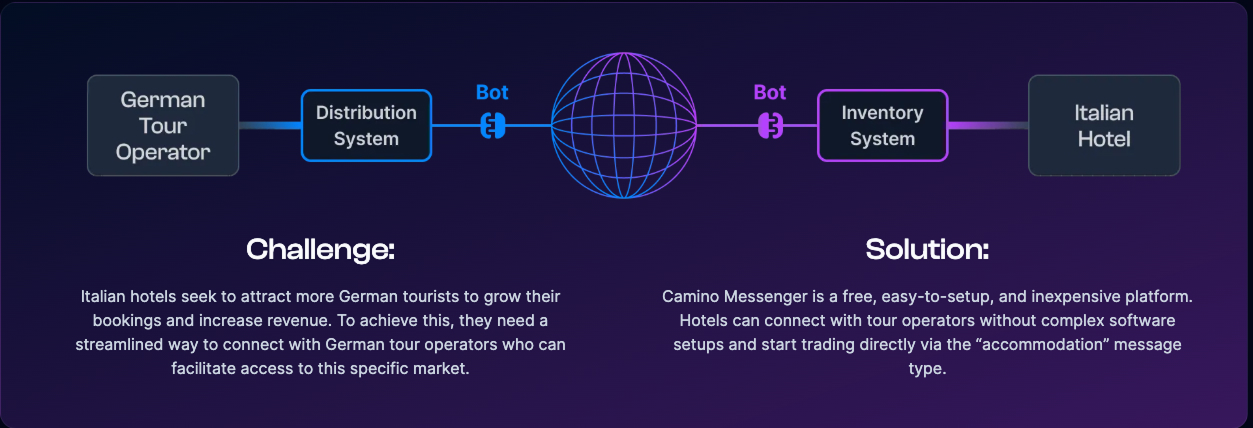 German
Tour
Operator
Distribution
System
Bot
Bot
Inventory
System
Italian
Hotel
Challenge:
Italian hotels seek to attract more German tourists to grow their
bookings and increase revenue. To achieve this, they need a
streamlined way to connect with German tour operators who can
facilitate access to this specific market.
Solution:
Camino Messenger is a free, easy-to-setup, and inexpensive platform.
Hotels can connect with tour operators without complex software
setups and start trading directly via the “accommodation” message
type.